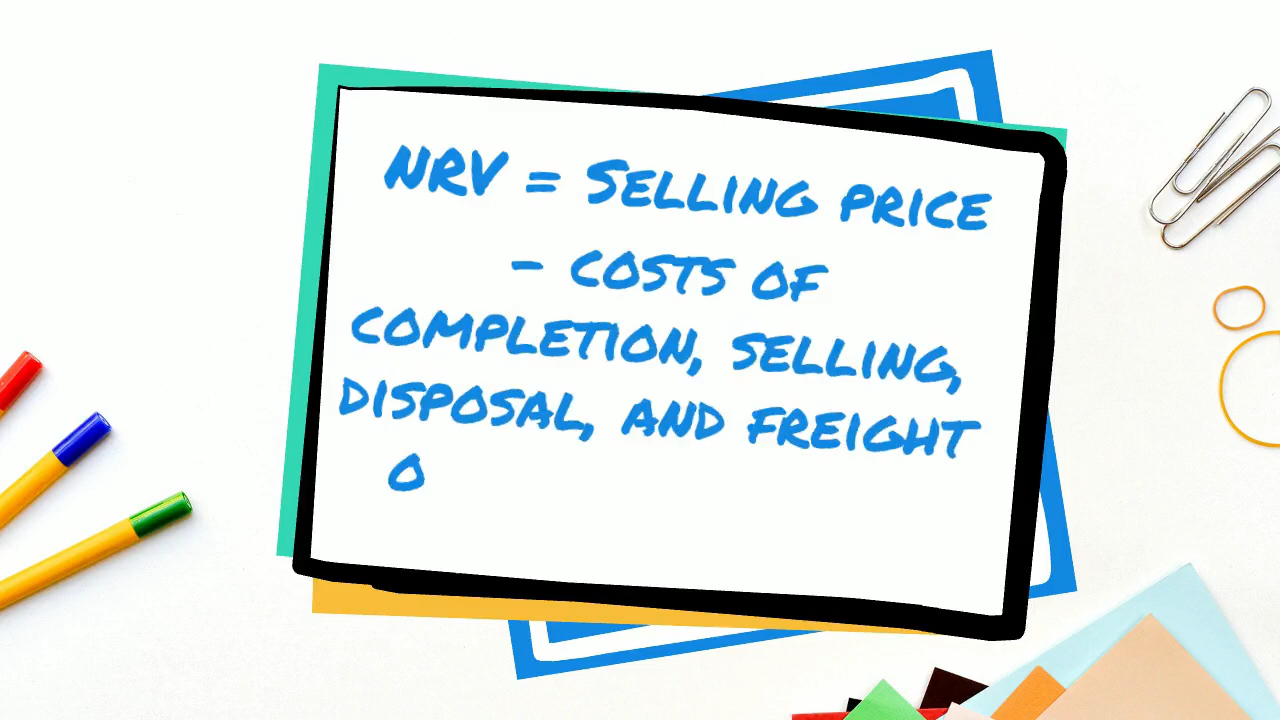 NRV = SELLING PRICE
- COSTS OF
COMPLETION, SELLING,
DISPOSAL, AND FREIGHT
O